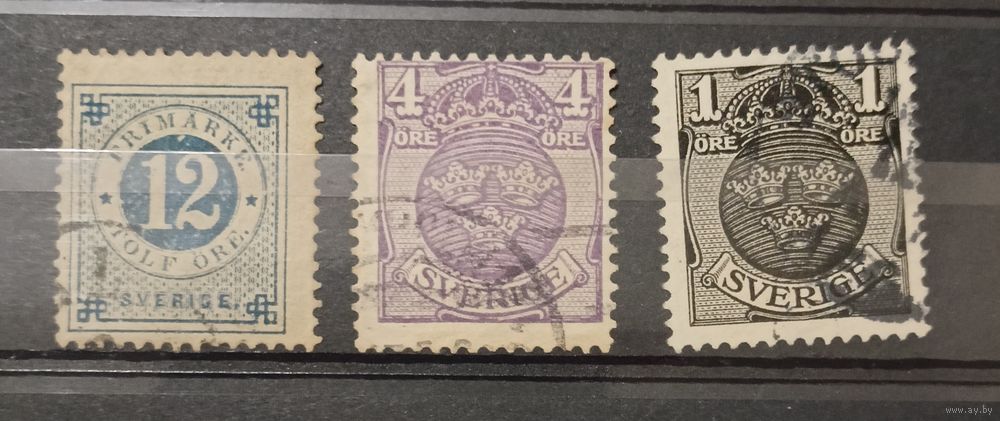 FRIMÄRKE
12
TOLF ÖRE.
SVERIGE.
4 4
ÖRE ÖRE
SVERIGE
1 1
ÖRE ÖRE
SVERIGE
www.ay.by